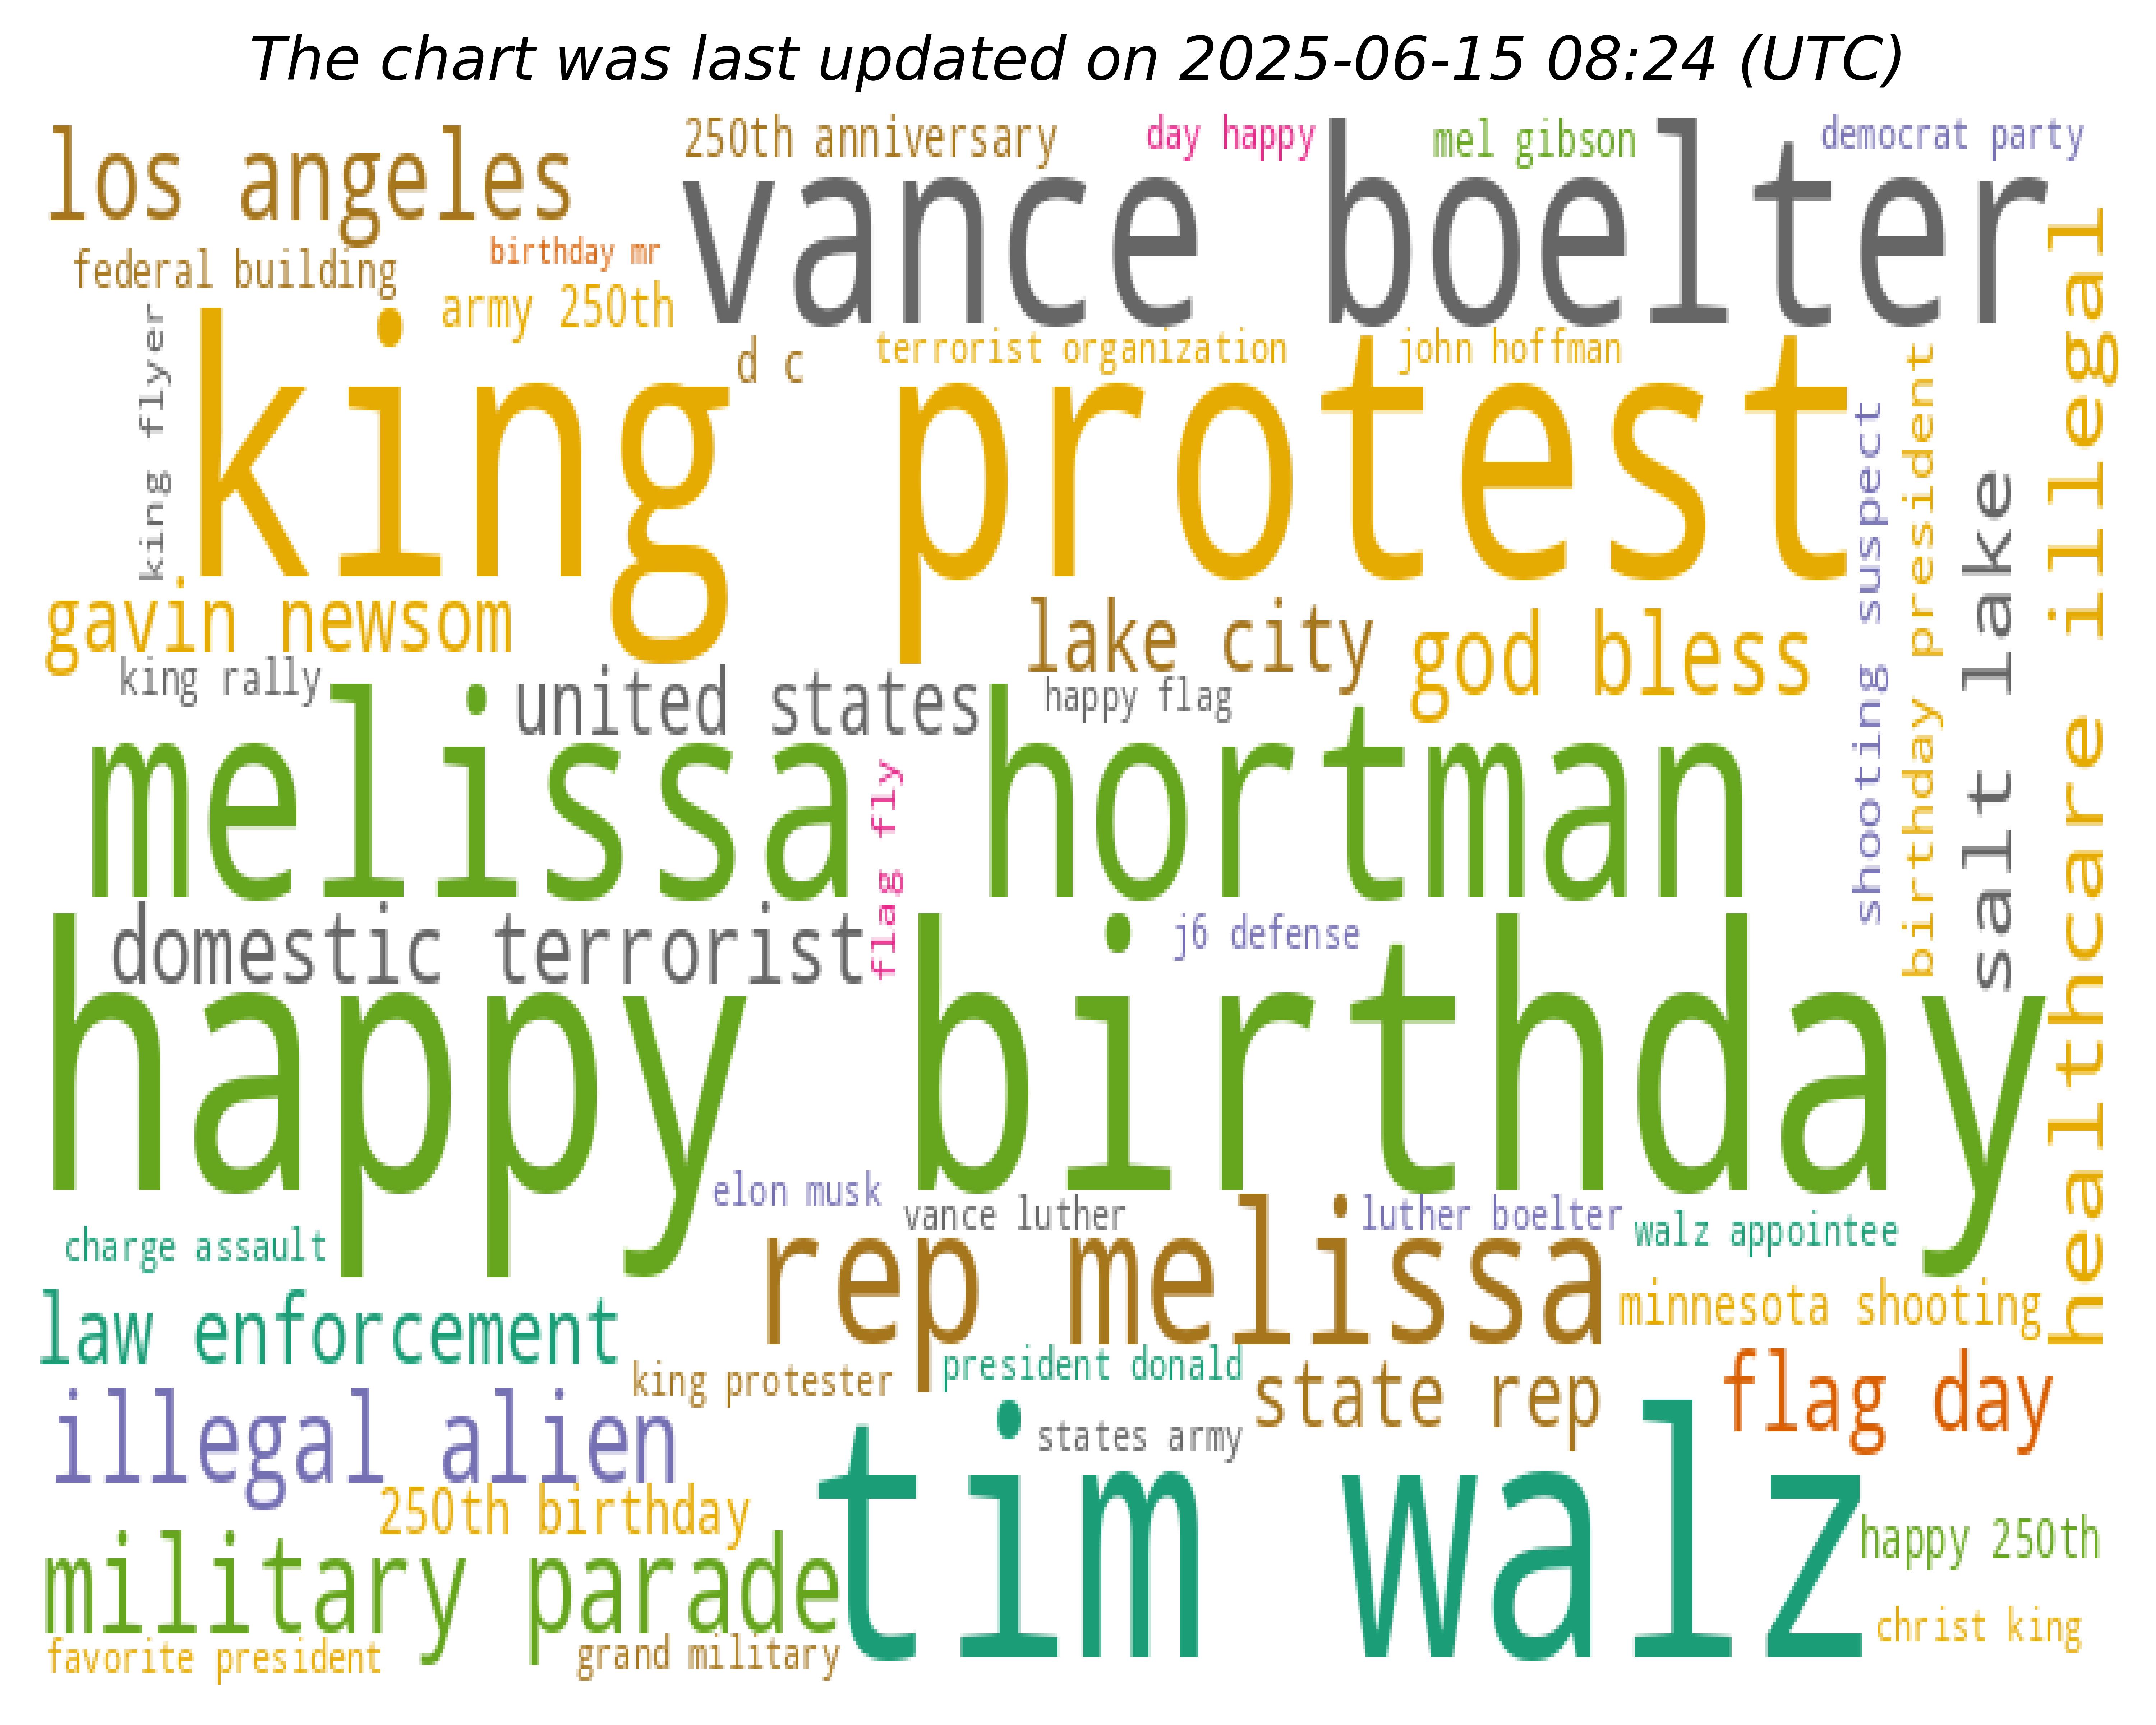 The chart was last updated on 2025-06-15 08:24 (UTC)
los angeles
250th anniversary
day happy
mel gibson
democrat party
vance boelter
federal building
birthday mr
army 250th
d c
terrorist organization
john hoffman
king flyer
king protest
shooting suspect
birthday president
salt lake
healthcare illegal
gavin newsom
lake city
god bless
king rally
united states
happy flag
melissa hortman
flag fly
domestic terrorist
j6 defense
happy birthday
elon musk
vance luther
luther boelter
walz appointee
charge assault
rep melissa
law enforcement
minnesota shooting
king protester
president donald
state rep
flag day
illegal alien
states army
tim walz
250th birthday
happy 250th
military parade
christ king
favorite president
grand military